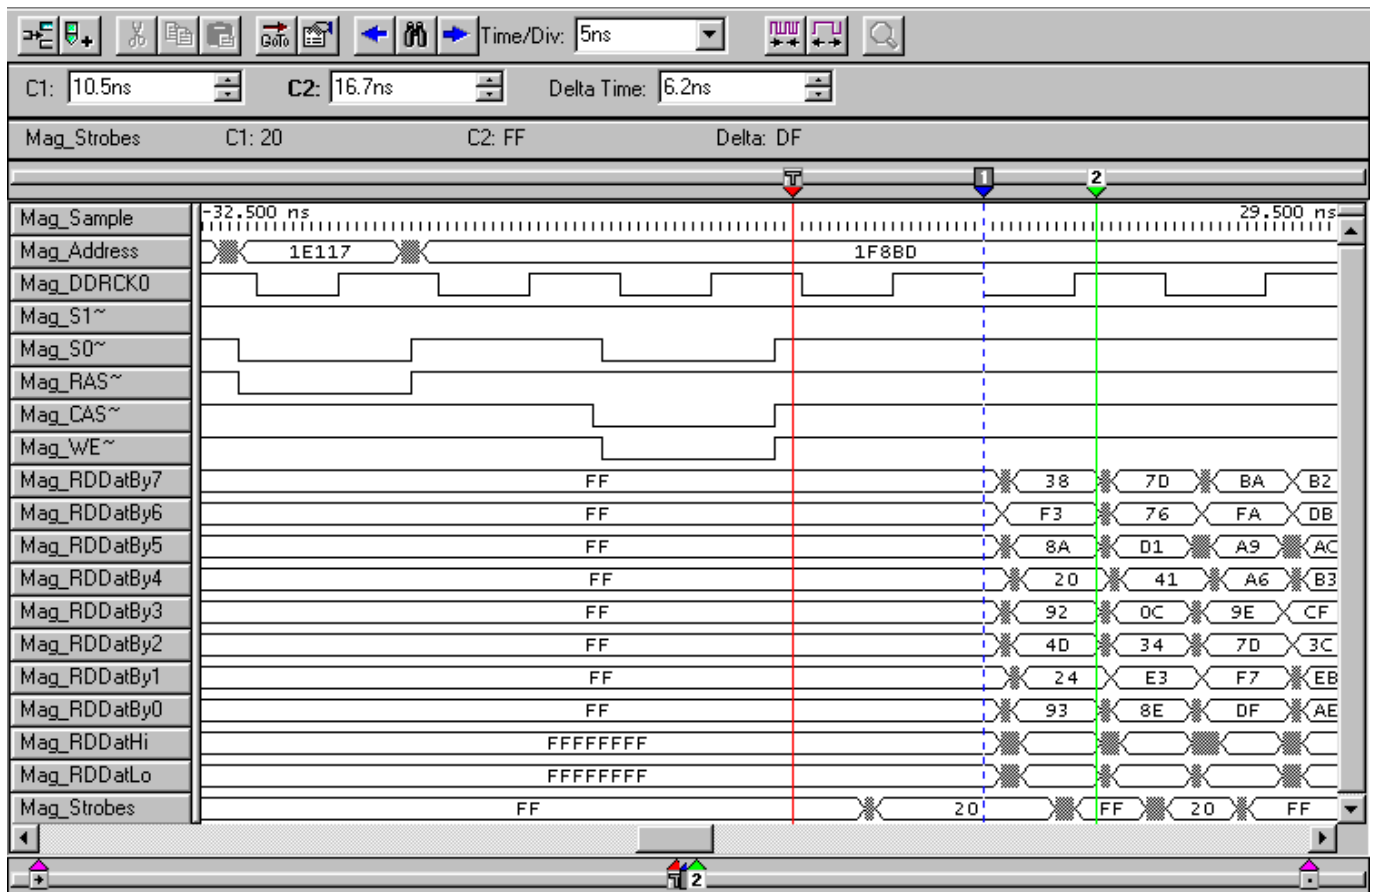 GoTo Time/Div: 5ns
C1: 10.5ns C2: 16.7ns Delta Time: 6.2ns
Mag_Strobes C1: 20 C2: FF Delta: DF
T 1 2
Mag_Sample -32.500 ns 29.500 ns
Mag_Address 1E117 1F8BD
Mag_DDRCK0
Mag_S1~
Mag_S0~
Mag_RAS~
Mag_CAS~
Mag_WE~
Mag_RDDatBy7 FF 38 7D BA B2
Mag_RDDatBy6 FF F3 76 FA DB
Mag_RDDatBy5 FF 8A D1 A9 AC
Mag_RDDatBy4 FF 20 41 A6 B3
Mag_RDDatBy3 FF 92 0C 9E CF
Mag_RDDatBy2 FF 4D 34 7D 3C
Mag_RDDatBy1 FF 24 E3 F7 EB
Mag_RDDatBy0 FF 93 8E DF AE
Mag_RDDatHi FFFFFFFF
Mag_RDDatLo FFFFFFFF
Mag_Strobes FF 20 FF 20 FF
T 2